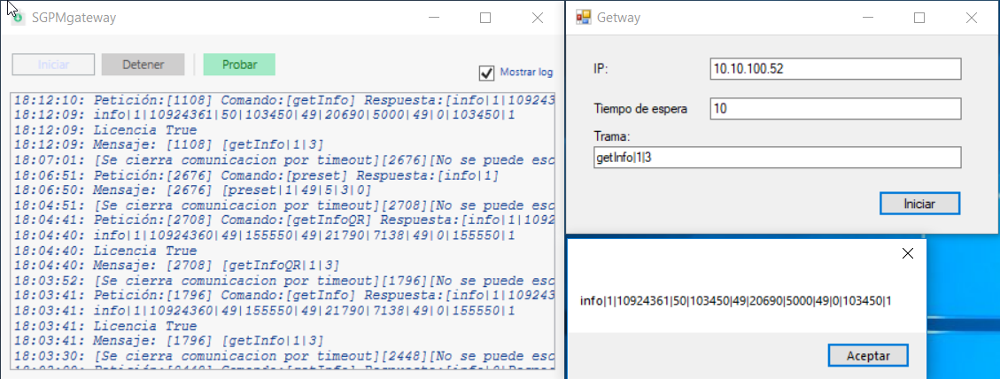 SGPMgateway
Iniciar
Detener
Probar
Mostrar log
18:12:10: Petición:[1108] Comando:[getInfo] Respuesta:[info|1|109243
18:12:09: info|1|10924361|50|103450|49|20690|5000|49|0|103450|1
18:12:09: Licencia True
18:12:09: Mensaje: [1108] [getInfo|1|3]
18:07:01: [Se cierra comunicacion por timeout][2676][No se puede esc
18:06:51: Petición:[2676] Comando:[preset] Respuesta:[info|1]
18:06:50: Mensaje: [2676] [preset|1|49|5|3|0]
18:04:51: [Se cierra comunicacion por timeout][2708][No se puede esc
18:04:41: Petición:[2708] Comando:[getInfoQR] Respuesta:[info|1|1092
18:04:40: info|1|10924360|49|155550|49|21790|7138|49|0|155550|1
18:04:40: Licencia True
18:04:40: Mensaje: [2708] [getInfoQR|1|3]
18:03:52: [Se cierra comunicacion por timeout][1796][No se puede esc
18:03:41: Petición:[1796] Comando:[getInfo] Respuesta:[info|1|109243
18:03:41: info|1|10924360|49|155550|49|21790|7138|49|0|155550|1
18:03:41: Licencia True
18:03:41: Mensaje: [1796] [getInfo|1|3]
18:03:30: [Se cierra comunicacion por timeout][2448][No se puede esc
Getway
IP:
10.10.100.52
Tiempo de espera
10
Trama:
getInfo|1|3
Iniciar
info|1|10924361|50|103450|49|20690|5000|49|0|103450|1
Aceptar